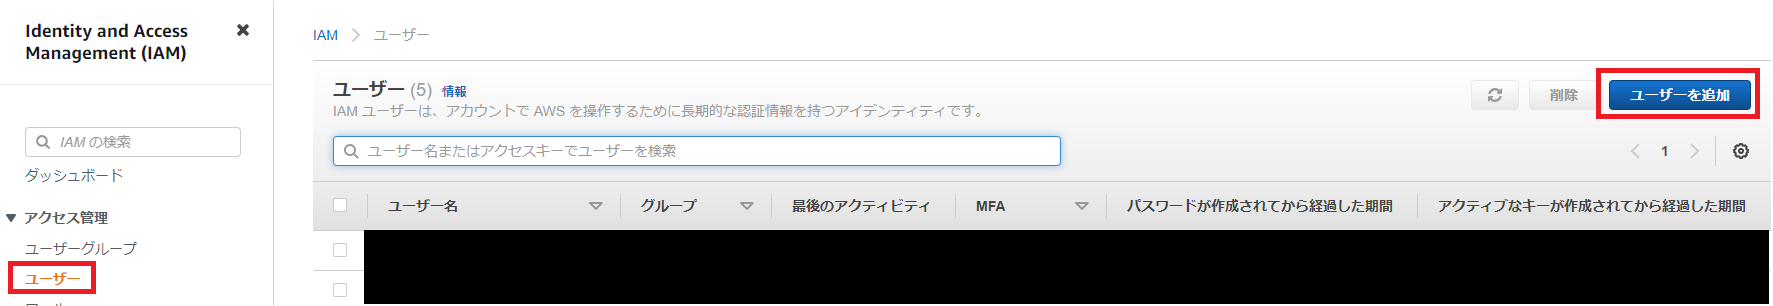 Identity and Access
Management (IAM)
IAM の検索
ダッシュボード
アクセス管理
ユーザーグループ
ユーザー
IAM ユーザー
ユーザー (5) 情報
IAM ユーザーは、アカウントで AWS を操作するために長期的な認証情報を持つアイデンティティです。
削除
ユーザーを追加
ユーザー名またはアクセスキーでユーザーを検索
1
ユーザー名 グループ 最後のアクティビティ MFA パスワードが作成されてから経過した期間 アクティブなキーが作成されてから経過した期間